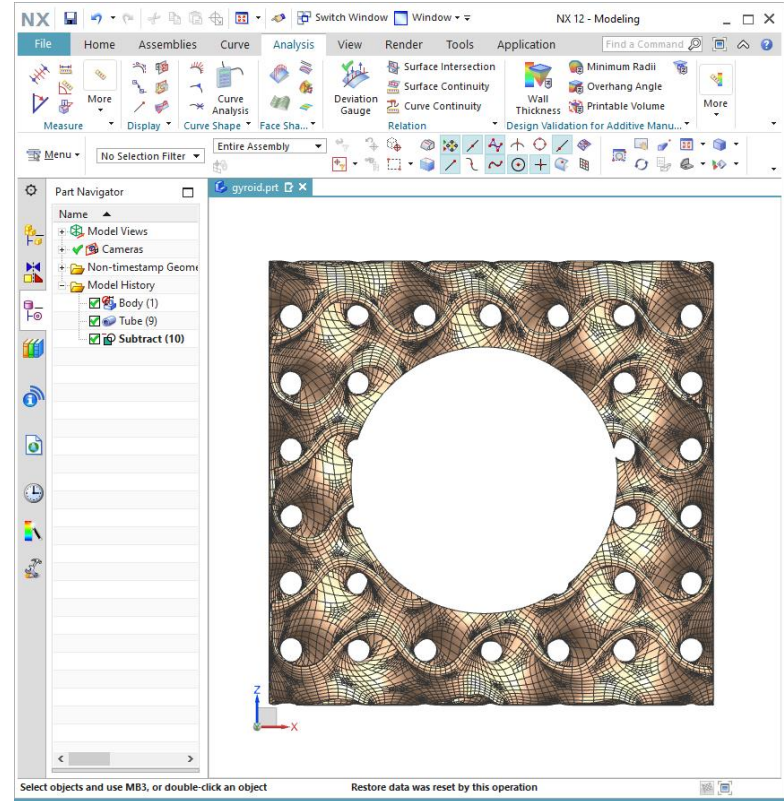 NX Switch Window Window NX 12 - Modeling
File Home Assemblies Curve Analysis View Render Tools Application Find a Command
More Curve Analysis Deviation Gauge Surface Intersection Surface Continuity Curve Continuity Wall Thickness Minimum Radii Overhang Angle Printable Volume More
Measure Display Curve Shape Face Sha... Relation Design Validation for Additive Manu...
Menu No Selection Filter Entire Assembly
Part Navigator gyroid.prt
Name
Model Views
Cameras
Non-timestamp Geome
Model History
Body (1)
Tube (9)
Subtract (10)
Z
X
Select objects and use MB3, or double-click an object Restore data was reset by this operation